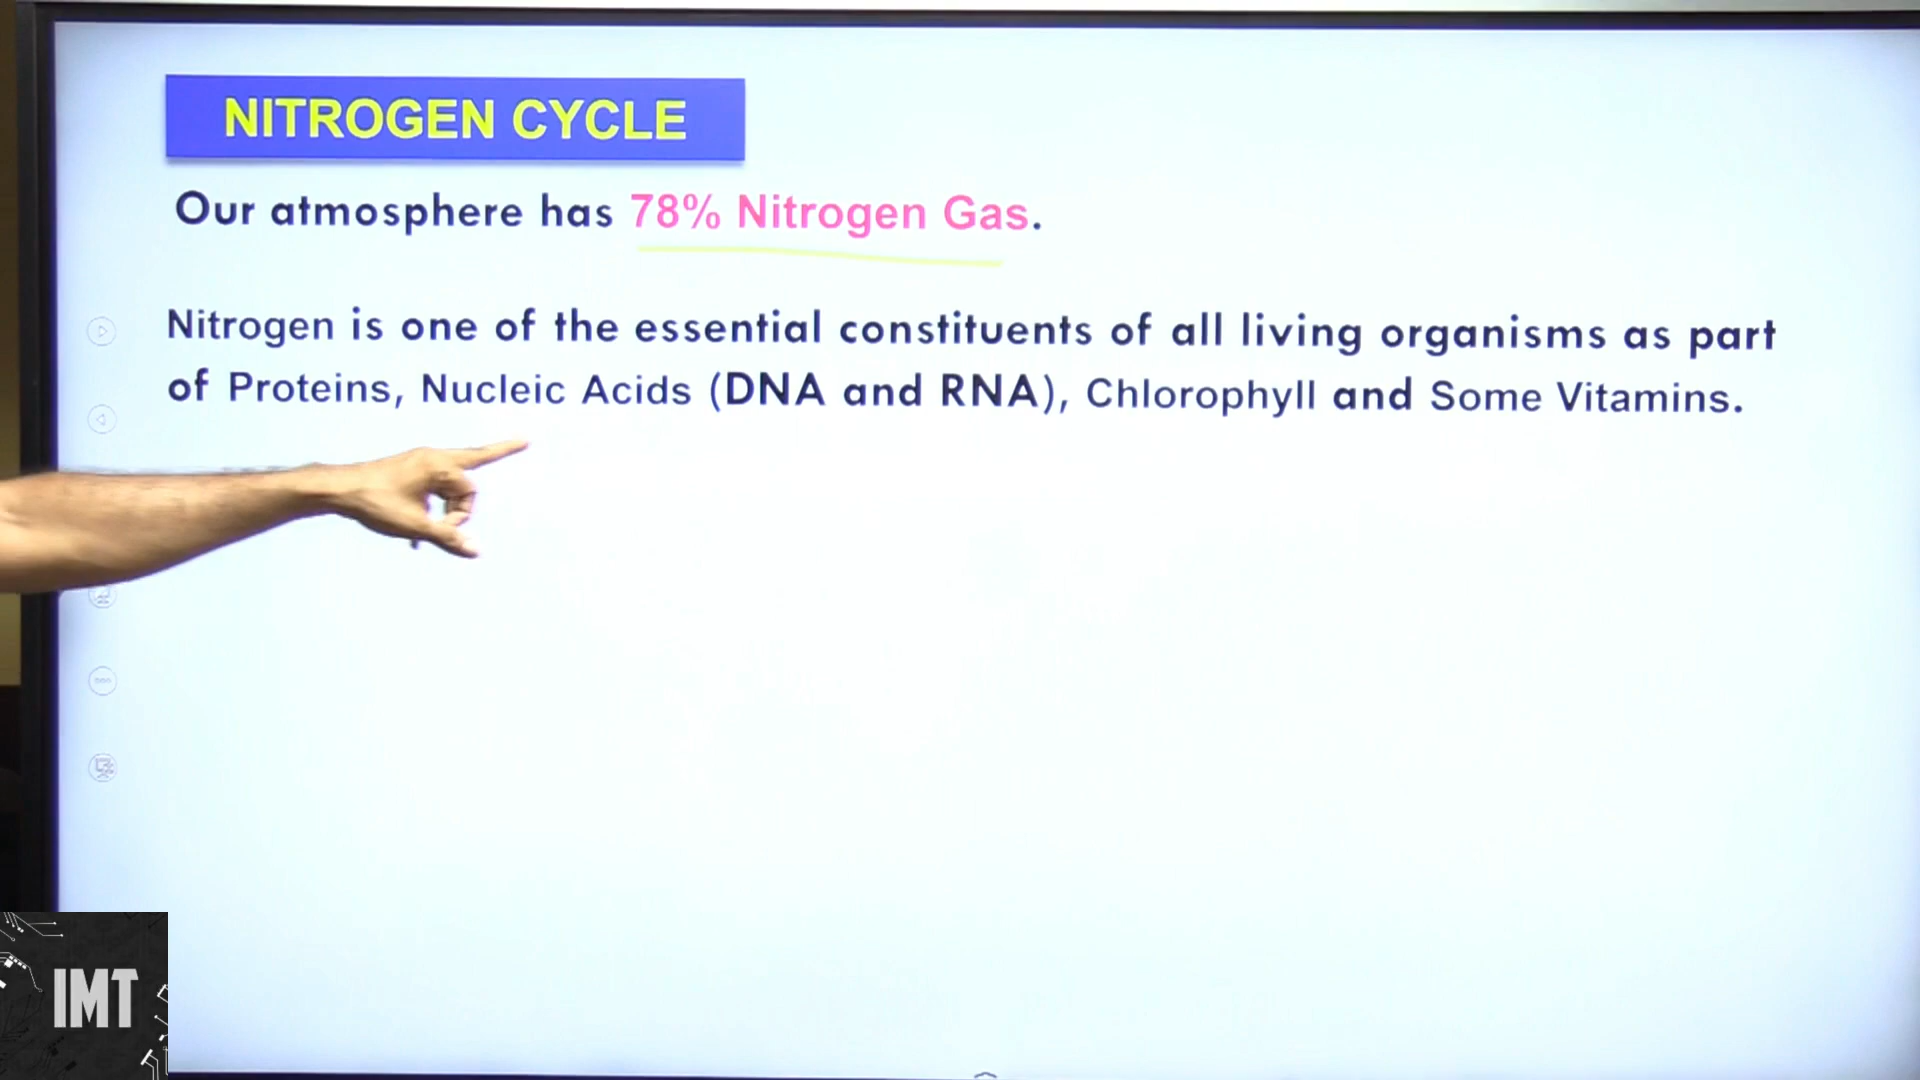 NITROGEN CYCLE
Our atmosphere has 78% Nitrogen Gas.
Nitrogen is one of the essential constituents of all living organisms as part
of Proteins, Nucleic Acids (DNA and RNA), Chlorophyll and Some Vitamins.
IMT